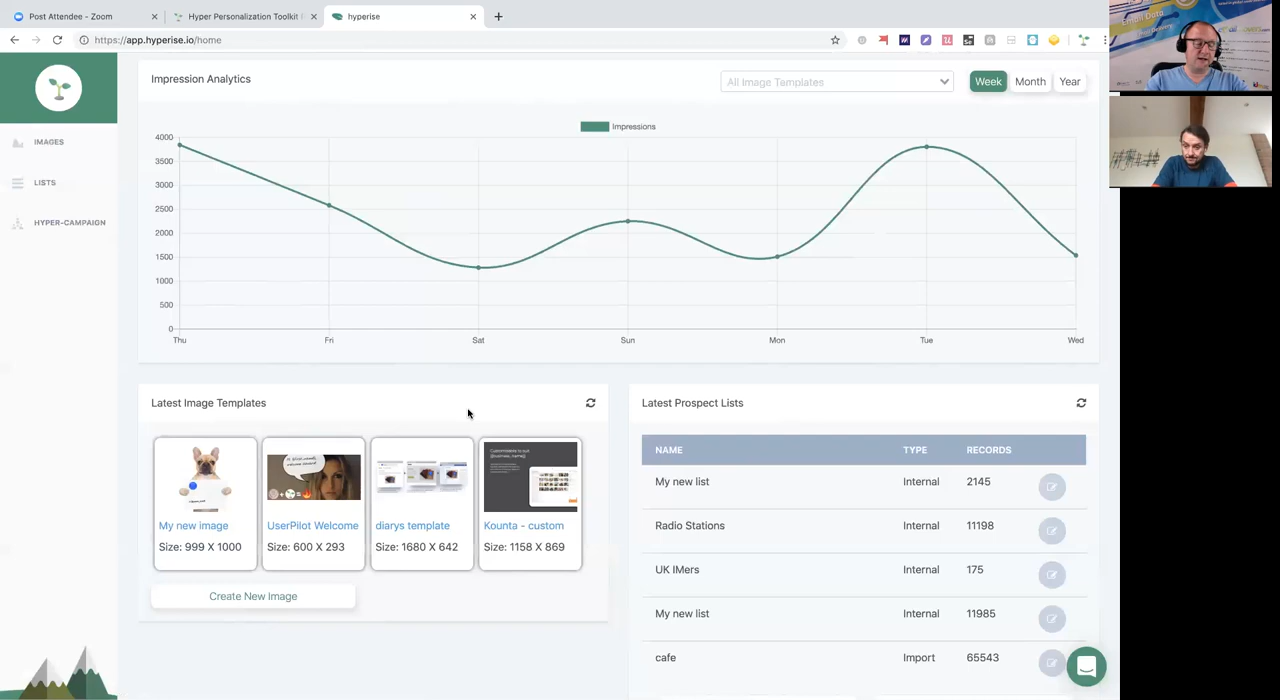 Post Attendee - Zoom
Hyper Personalization Toolkit
hyperise
https://app.hyperise.io/home
Impression Analytics
All Image Templates
Week
Month
Year
Impressions
4000
3500
3000
2500
2000
1500
1000
500
0
Thu
Fri
Sat
Sun
Mon
Tue
Wed
IMAGES
LISTS
HYPER-CAMPAIGN
Latest Image Templates
My new image
Size: 999 X 1000
UserPilot Welcome
Size: 600 X 293
diarys template
Size: 1680 X 642
Kounta - custom
Size: 1158 X 869
Create New Image
Latest Prospect Lists
NAME TYPE RECORDS
My new list Internal 2145
Radio Stations Internal 11198
UK IMers Internal 175
My new list Internal 11985
cafe Import 65543
Email Data